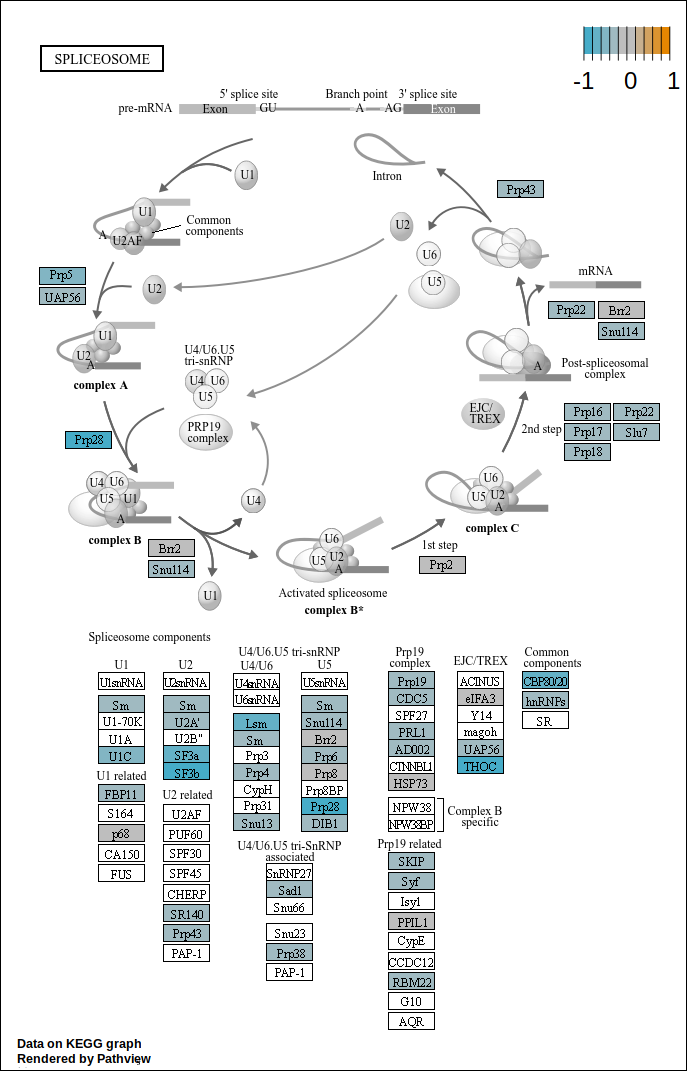 SPLICEOSOME
-1 0 1
5' splice site
Branch point
3' splice site
pre-mRNA
Exon
GU
A
AG
Exon
U1
Intron
Prp43
U1
A
U2AF
Common
components
U2
U6
U5
Prp5
UAP56
U2
mRNA
Prp22
Brr2
Snu114
U1
U2
A
complex A
U4/U6.U5
tri-snRNP
U4 U6
U5
A
Post-spliceosomal
complex
PRP19
complex
EJC/
TREX
2nd step
Prp16
Prp22
Prp17
Slu7
Prp18
Prp28
U4 U6
U5 U1
A
complex B
U4
U6
U5 U2
A
complex C
Brr2
Snu114
U1
U6
U5 U2
A
1st step
Prp2
Activated spliceosome
complex B*
Spliceosome components
U1
U1snRNA
Sm
U1-70K
U1A
U1C
U1 related
FBP11
S164
p68
CA150
FUS
U2
U2snRNA
Sm
U2A'
U2B"
SF3a
SF3b
U2 related
U2AF
PUF60
SPF30
SPF45
CHERP
SR140
Prp43
PAP-1
U4/U6.U5 tri-snRNP
U4/U6
U4snRNA
U6snRNA
Lsm
Sm
Prp3
Prp4
CypH
Prp31
Snu13
U5
U5snRNA
Sm
Snu114
Brr2
Prp6
Prp8
Prp8BP
Prp28
DIB1
U4/U6.U5 tri-SnRNP
associated
SnRNP27
Sad1
Snu66
Snu23
Prp38
PAP-1
Prp19
complex
Prp19
CDC5
SPF27
PRL1
AD002
CTNNBL1
HSP73
NPW38
NPW38BP
Complex B
specific
Prp19 related
SKIP
Syf
Isy1
PPIL1
CypE
CCDC12
RBM22
G10
AQR
EJC/TREX
ACINUS
eIFA3
Y14
magoh
UAP56
THOC
Common
components
CBP80/20
hnRNPs
SR
Data on KEGG graph
Rendered by Pathview